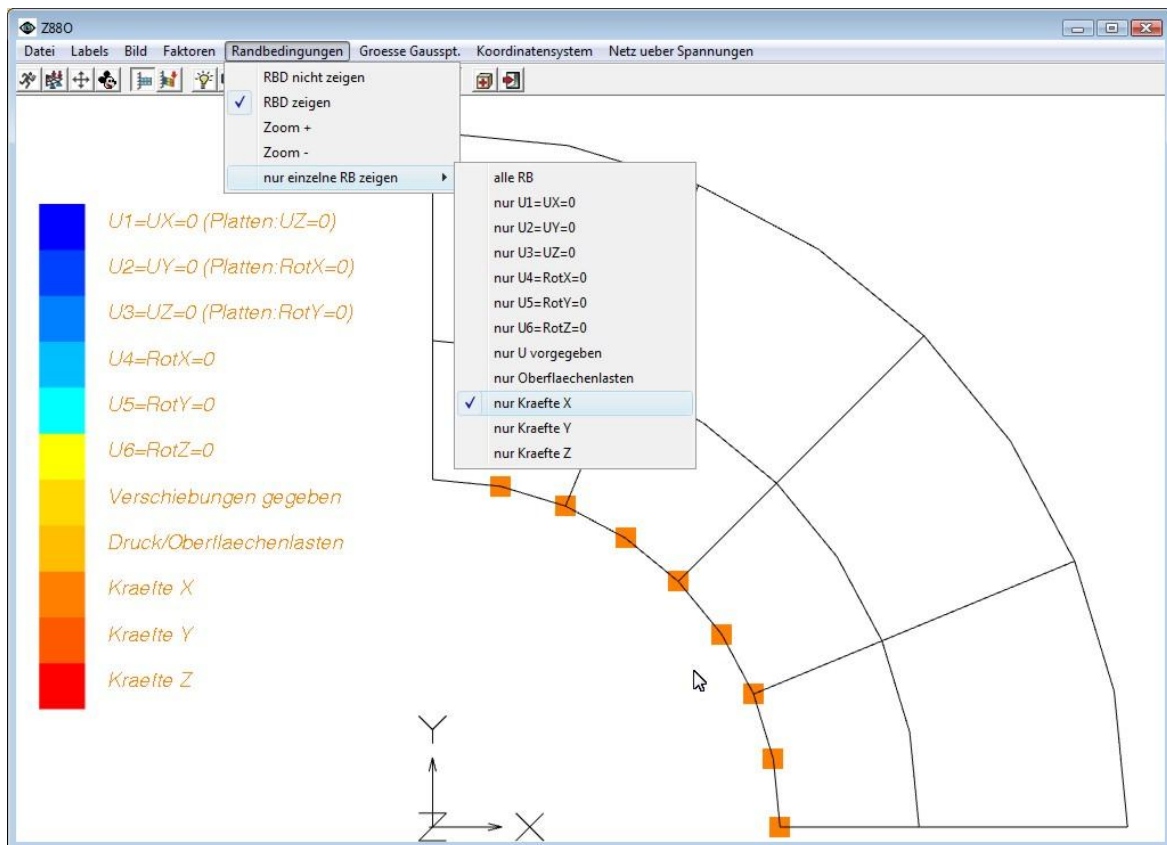 Z88O
Datei Labels Bild Faktoren Randbedingungen Groesse Gausspt. Koordinatensystem Netz ueber Spannungen
RBD nicht zeigen
RBD zeigen
Zoom +
Zoom -
nur einzelne RB zeigen
alle RB
nur U1=UX=0
nur U2=UY=0
nur U3=UZ=0
nur U4=RotX=0
nur U5=RotY=0
nur U6=RotZ=0
nur U vorgegeben
nur Oberflaechenlasten
nur Kraefte X
nur Kraefte Y
nur Kraefte Z
U1=UX=0 (Platten:UZ=0)
U2=UY=0 (Platten:RotX=0)
U3=UZ=0 (Platten:RotY=0)
U4=RotX=0
U5=RotY=0
U6=RotZ=0
Verschiebungen gegeben
Druck/Oberflaechenlasten
Kraefte X
Kraefte Y
Kraefte Z
Y
Z
X